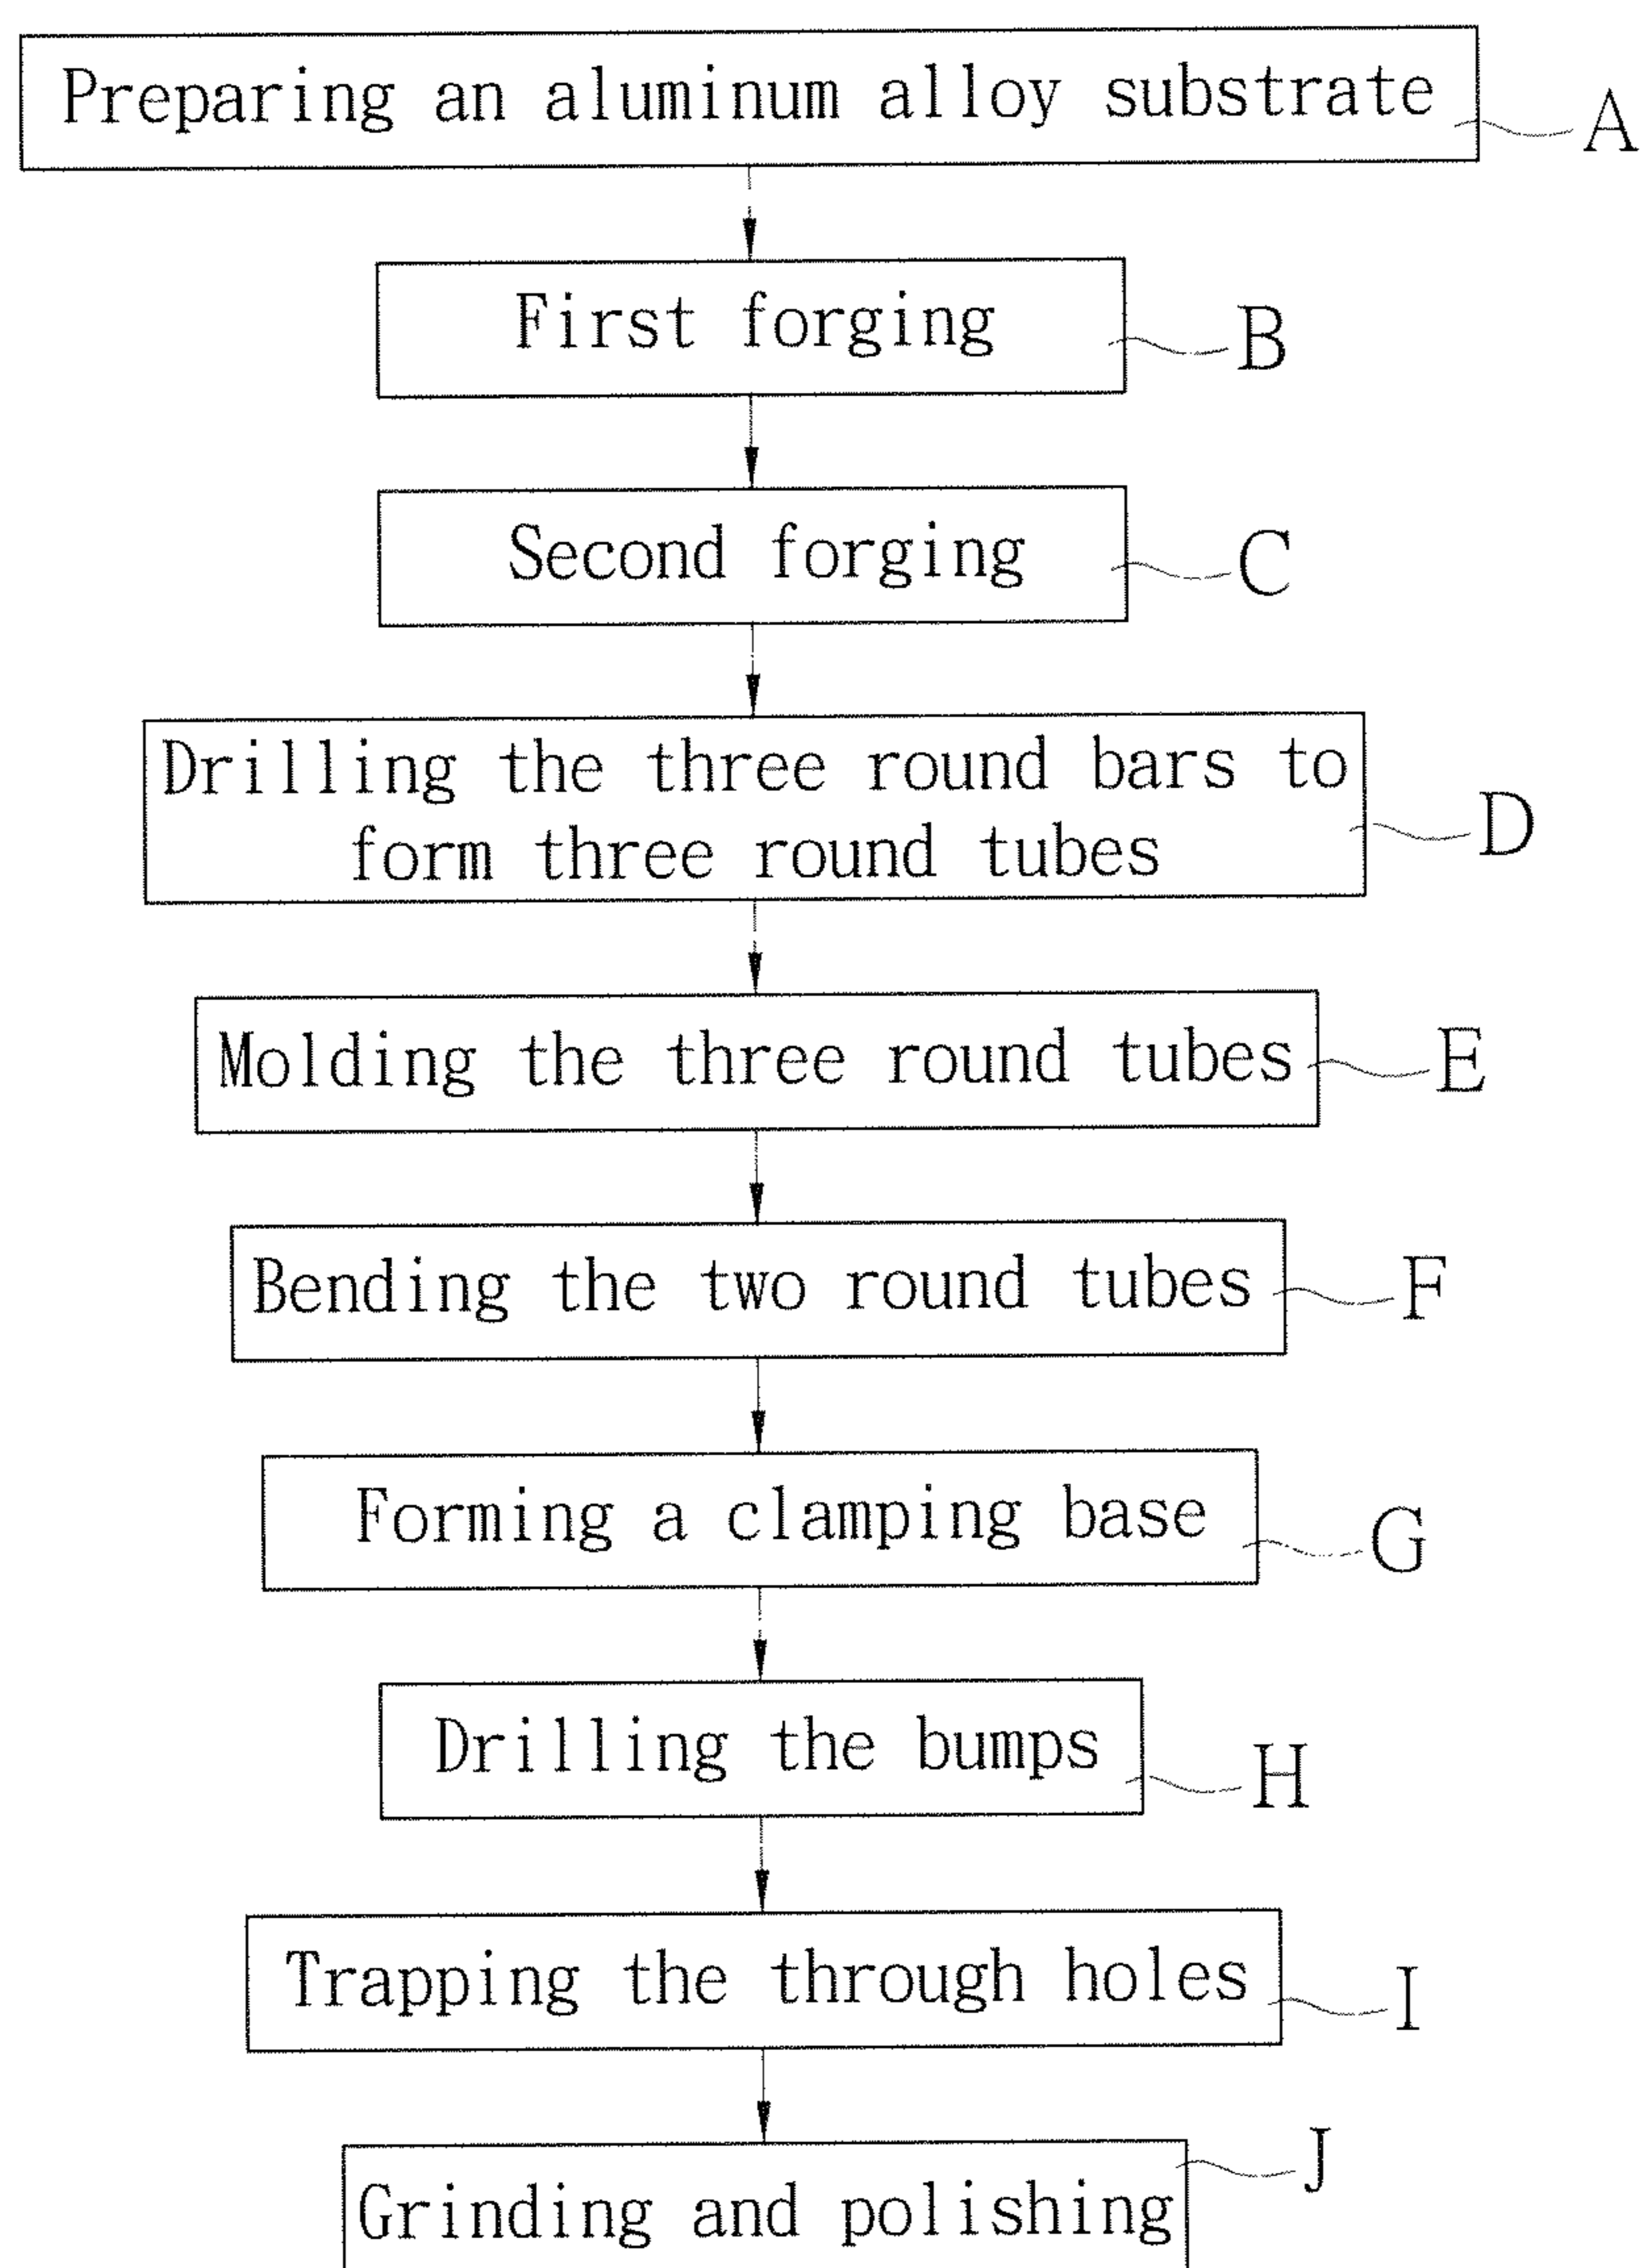 Preparing an aluminum alloy substrate
A
First forging
B
Second forging
C
Drilling the three round bars to
form three round tubes
D
Molding the three round tubes
E
Bending the two round tubes
F
Forming a clamping base
G
Drilling the bumps
H
Trapping the through holes
I
J
Grinding and polishing